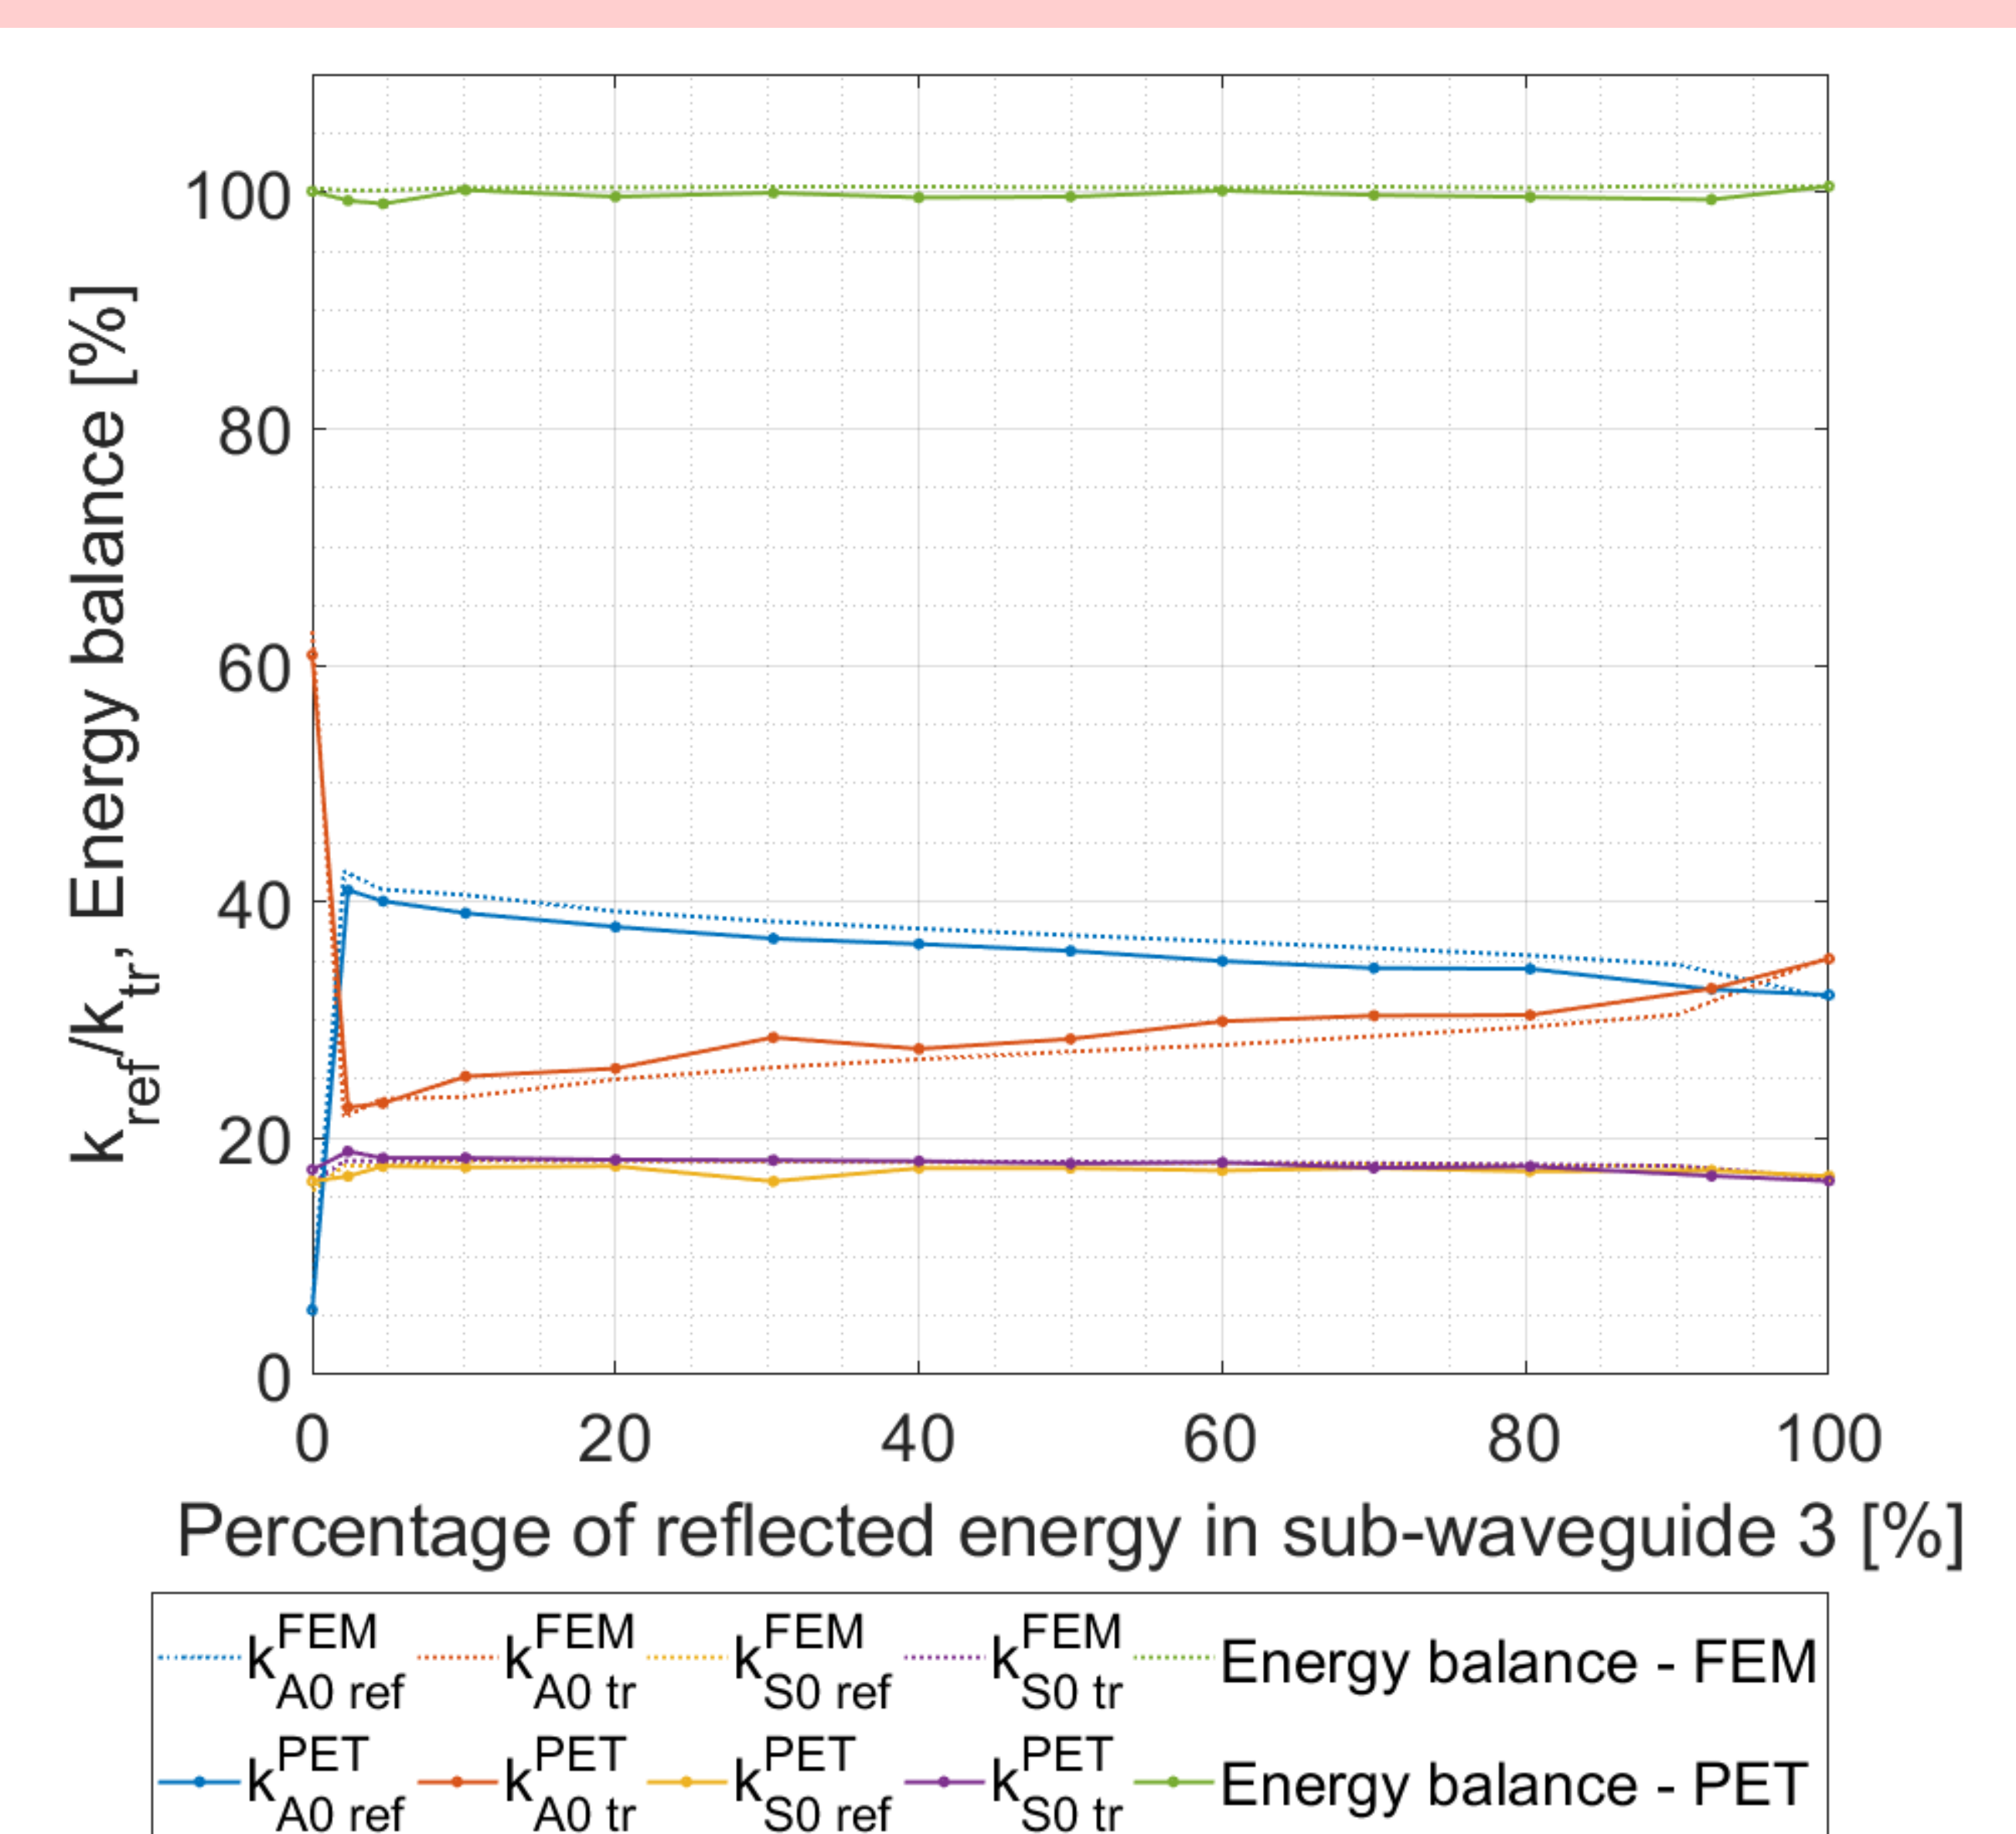 100
80
60
40
20
0
k_ref/k_tr, Energy balance [%]
0 20 40 60 80 100
Percentage of reflected energy in sub-waveguide 3 [%]
k^FEM_A0 ref k^FEM_A0 tr k^FEM_S0 ref k^FEM_S0 tr Energy balance - FEM
k^PET_A0 ref k^PET_A0 tr k^PET_S0 ref k^PET_S0 tr Energy balance - PET